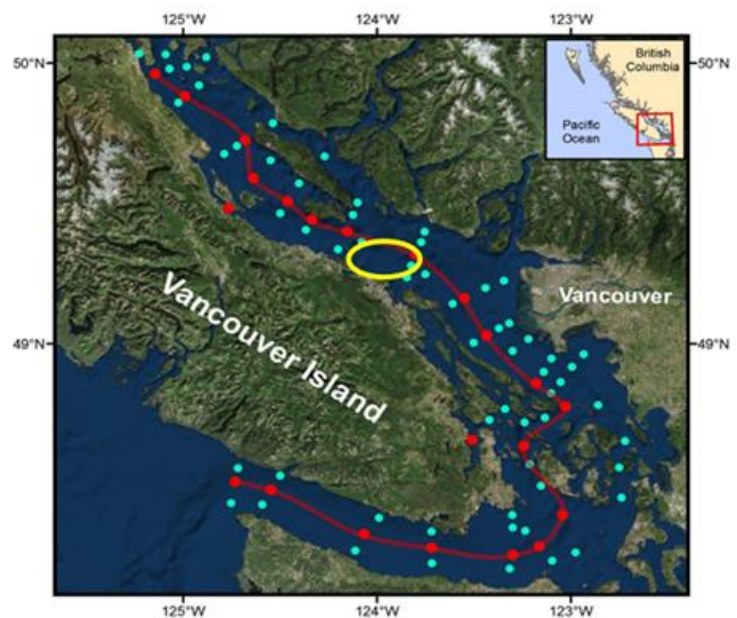 125°W 124°W 123°W
50°N 50°N
British
Columbia
Pacific
Ocean
Vancouver
Vancouver Island
49°N 49°N
125°W 124°W 123°W